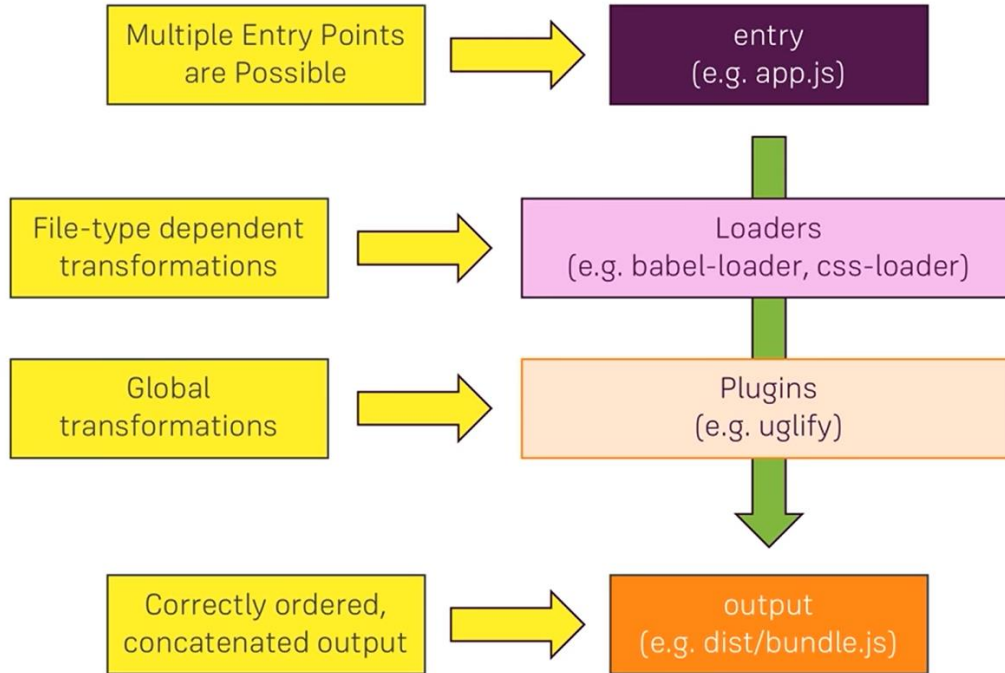 Multiple Entry Points
are Possible
entry
(e.g. app.js)
File-type dependent
transformations
Loaders
(e.g. babel-loader, css-loader)
Global
transformations
Plugins
(e.g. uglify)
Correctly ordered,
concatenated output
output
(e.g. dist/bundle.js)